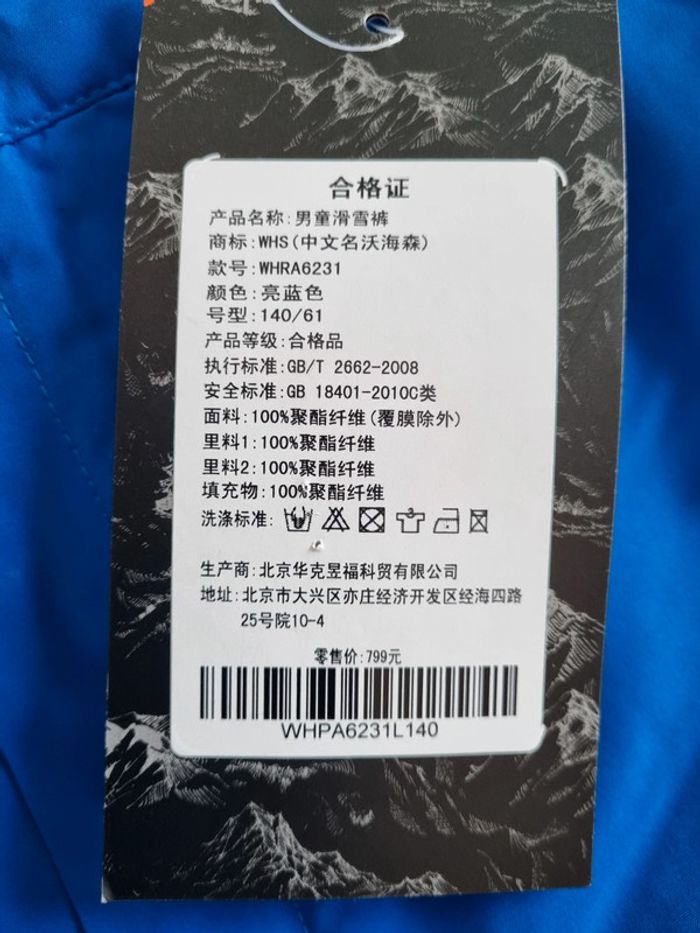 合格证
产品名称:男童滑雪裤
商标:WHS(中文名沃海森)
款号:WHRA6231
颜色:亮蓝色
号型:140/61
产品等级:合格品
执行标准:GB/T 2662-2008
安全标准:GB 18401-2010C类
面料:100%聚酯纤维(覆膜除外)
里料1:100%聚酯纤维
里料2:100%聚酯纤维
填充物:100%聚酯纤维
洗涤标准:
生产商:北京华克昱福科贸有限公司
地址:北京市大兴区亦庄经济开发区经海四路
25号院10-4
零售价:799元
WHPA6231L140